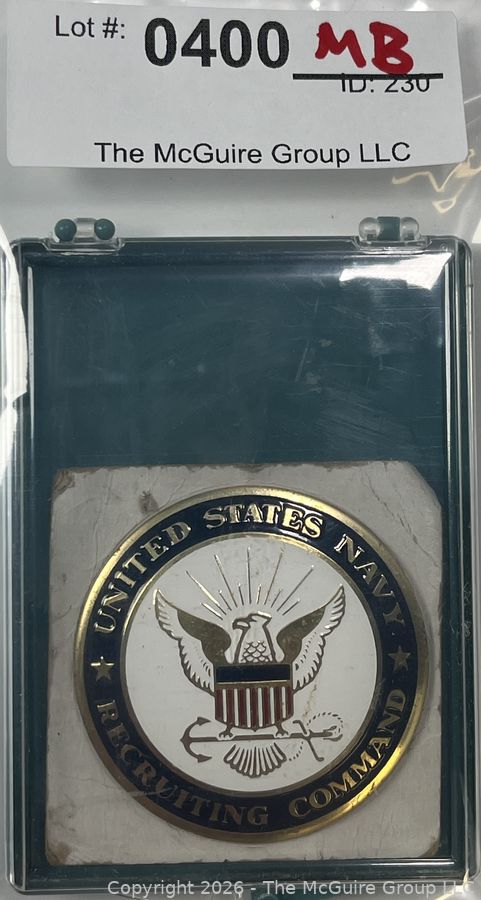 Lot #: 0400 MB
ID: 230
The McGuire Group LLC
UNITED STATES NAVY
RECRUITING COMMAND
Copyright 2026 - The McGuire Group LLC